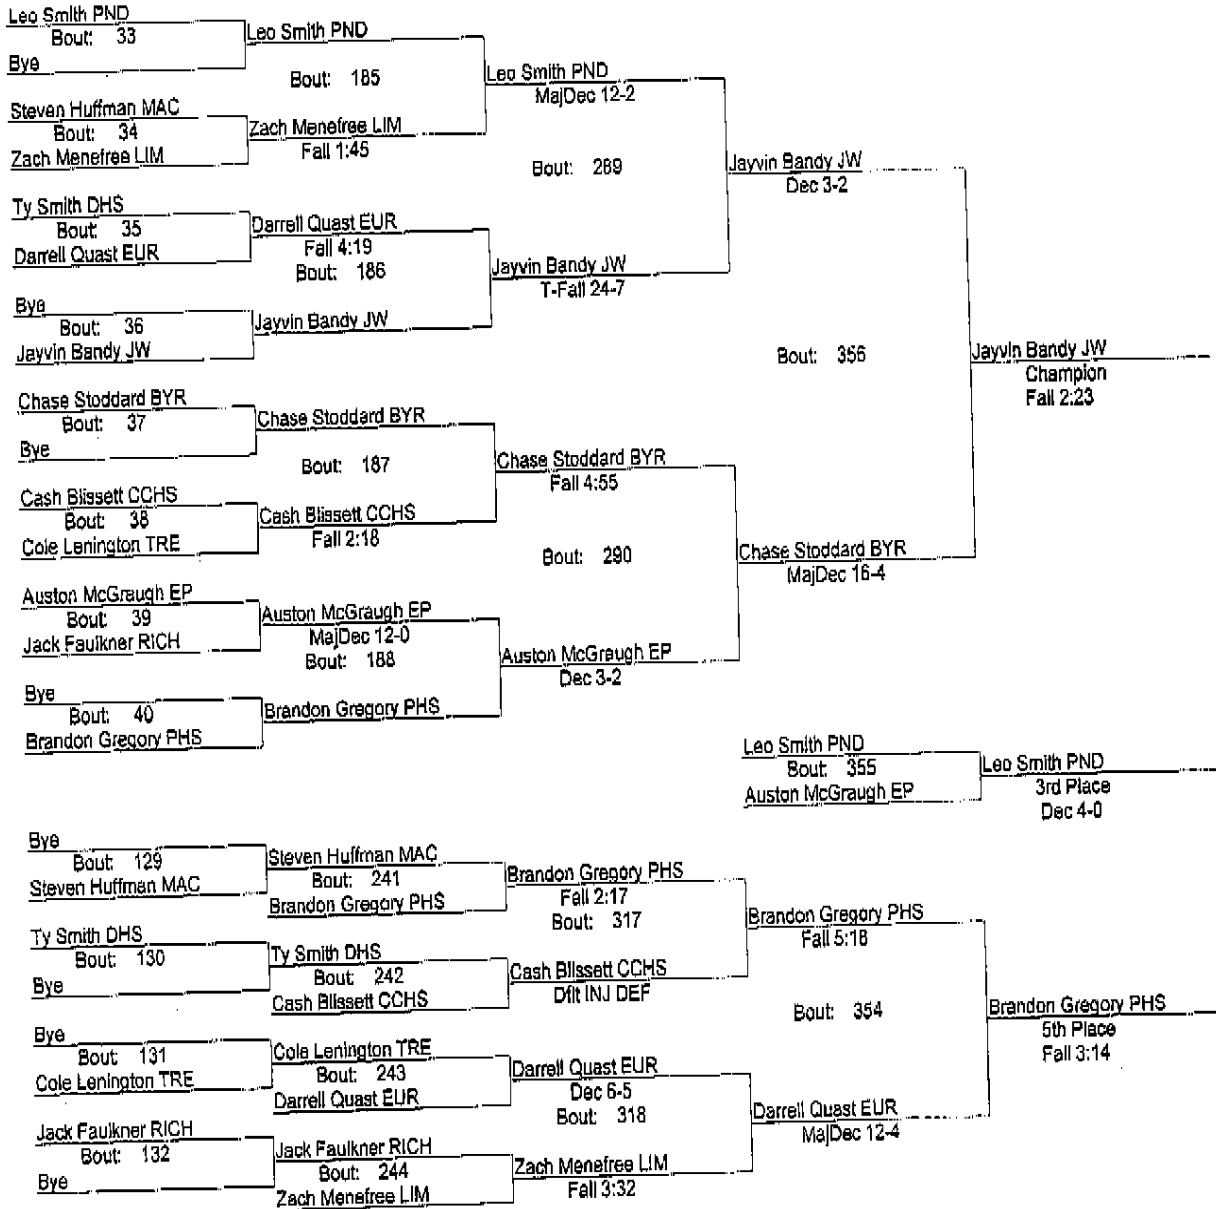 Leo Smith PND
Bout: 33
Bye
Leo Smith PND
Bout: 185
Steven Huffman MAC
Bout: 34
Zach Menefree LIM
Zach Menefree LIM
Fall 1:45
Leo Smith PND
MajDec 12-2
Bout: 289
Ty Smith DHS
Bout: 35
Darrell Quast EUR
Darrell Quast EUR
Fall 4:19
Bout: 186
Bye
Bout: 36
Jayvin Bandy JW
Jayvin Bandy JW
Jayvin Bandy JW
T-Fall 24-7
Jayvin Bandy JW
Dec 3-2
Bout: 356
Jayvin Bandy JW
Champion
Fall 2:23
Chase Stoddard BYR
Bout: 37
Bye
Chase Stoddard BYR
Bout: 187
Cash Blissett CCHS
Bout: 38
Cole Lenington TRE
Cash Blissett CCHS
Fall 2:18
Chase Stoddard BYR
Fall 4:55
Bout: 290
Chase Stoddard BYR
MajDec 16-4
Auston McGraugh EP
Bout: 39
Jack Faulkner RICH
Auston McGraugh EP
MajDec 12-0
Bout: 188
Bye
Bout: 40
Brandon Gregory PHS
Brandon Gregory PHS
Auston McGraugh EP
Dec 3-2
Leo Smith PND
Bout: 355
Auston McGraugh EP
Leo Smith PND
3rd Place
Dec 4-0
Bye
Bout: 129
Steven Huffman MAC
Steven Huffman MAC
Bout: 241
Brandon Gregory PHS
Brandon Gregory PHS
Fall 2:17
Bout: 317
Ty Smith DHS
Bout: 130
Bye
Ty Smith DHS
Bout: 242
Cash Blissett CCHS
Cash Blissett CCHS
Dflt INJ DEF
Brandon Gregory PHS
Fall 5:18
Bout: 354
Brandon Gregory PHS
5th Place
Fall 3:14
Bye
Bout: 131
Cole Lenington TRE
Cole Lenington TRE
Bout: 243
Darrell Quast EUR
Darrell Quast EUR
Dec 6-5
Bout: 318
Darrell Quast EUR
MajDec 12-4
Jack Faulkner RICH
Bout: 132
Bye
Jack Faulkner RICH
Bout: 244
Zach Menefree LIM
Zach Menefree LIM
Fall 3:32